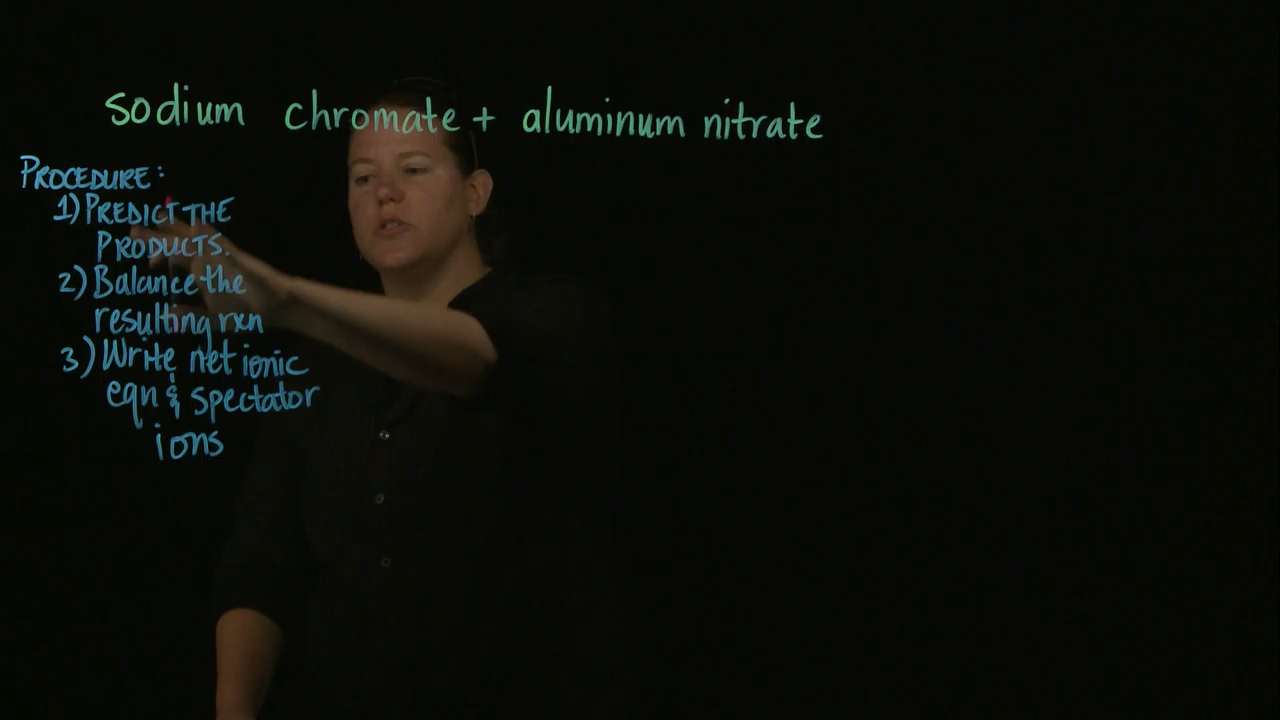 sodium chromate + aluminum nitrate
PROCEDURE:
1) PREDICT THE
PRODUCTS.
2) Balance the
resulting rxn
3) Write net ionic
eqn & spectator
ions